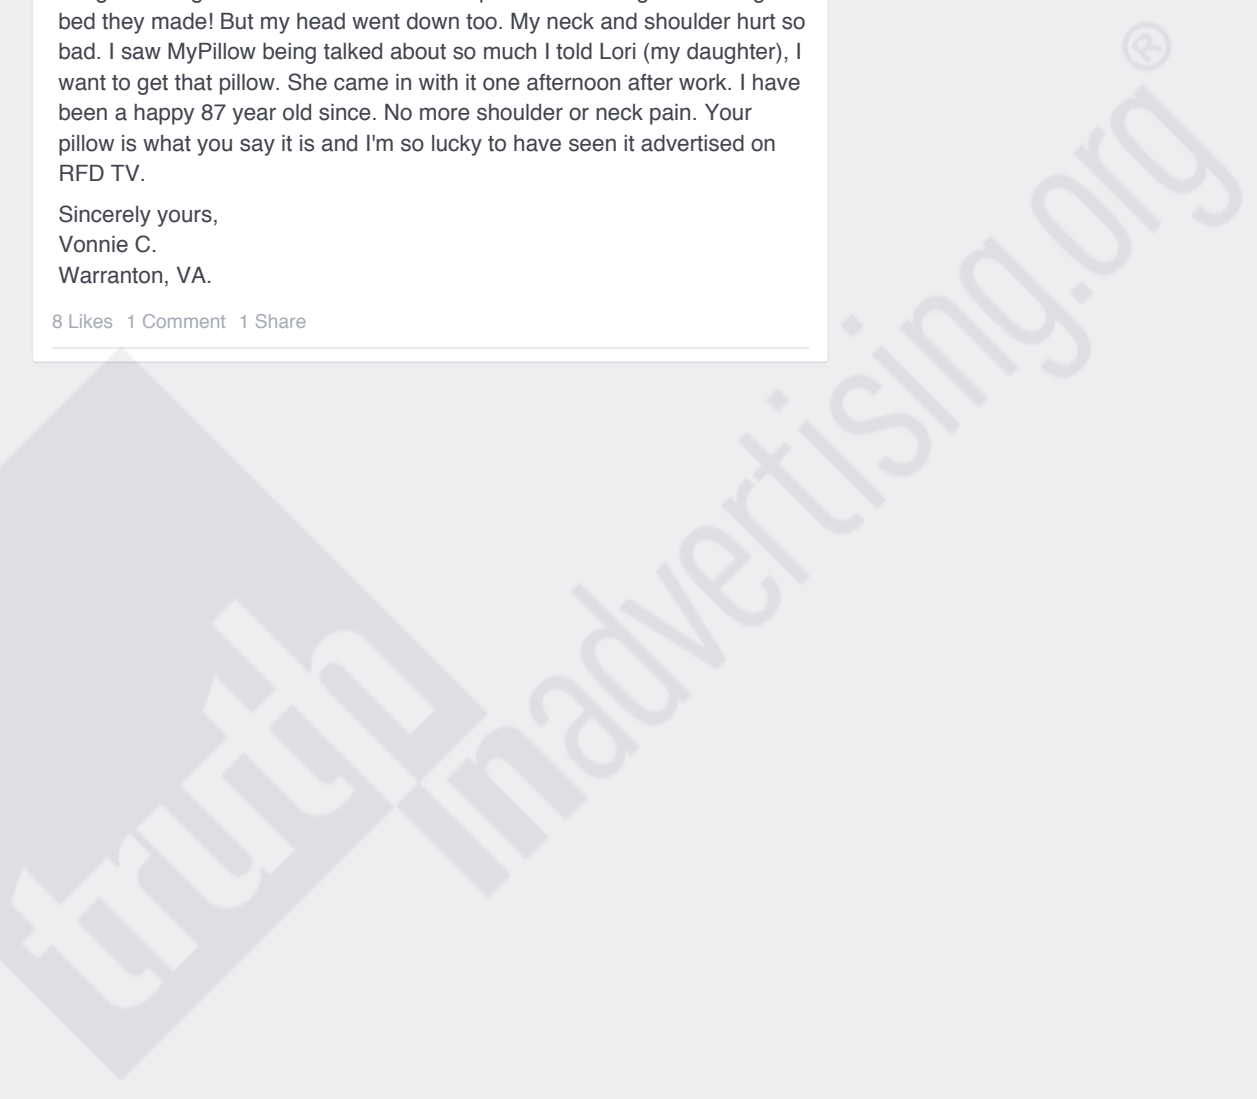 bed they made! But my head went down too. My neck and shoulder hurt so
bad. I saw MyPillow being talked about so much I told Lori (my daughter), I
want to get that pillow. She came in with it one afternoon after work. I have
been a happy 87 year old since. No more shoulder or neck pain. Your
pillow is what you say it is and I'm so lucky to have seen it advertised on
RFD TV.
Sincerely yours,
Vonnie C.
Warranton, VA.
8 Likes 1 Comment 1 Share
truth
inadvertising.org®